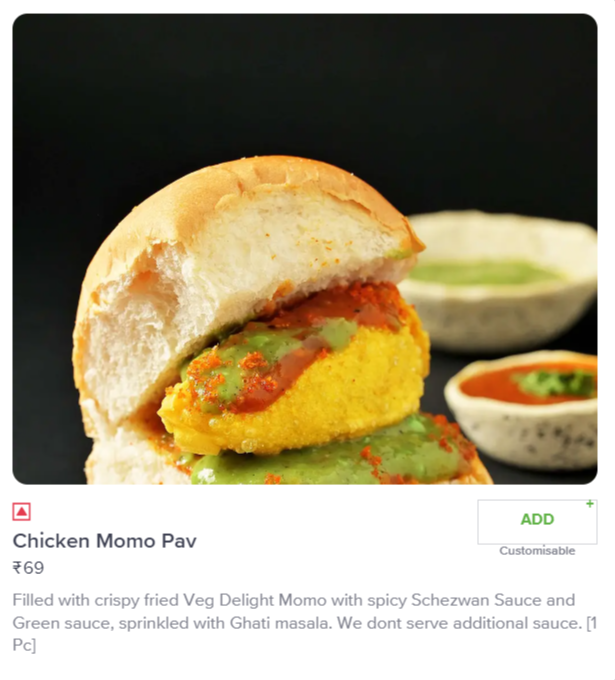 Chicken Momo Pav
₹69
ADD
+
Customisable
Filled with crispy fried Veg Delight Momo with spicy Schezwan Sauce and
Green sauce, sprinkled with Ghati masala. We dont serve additional sauce. [1
Pc]